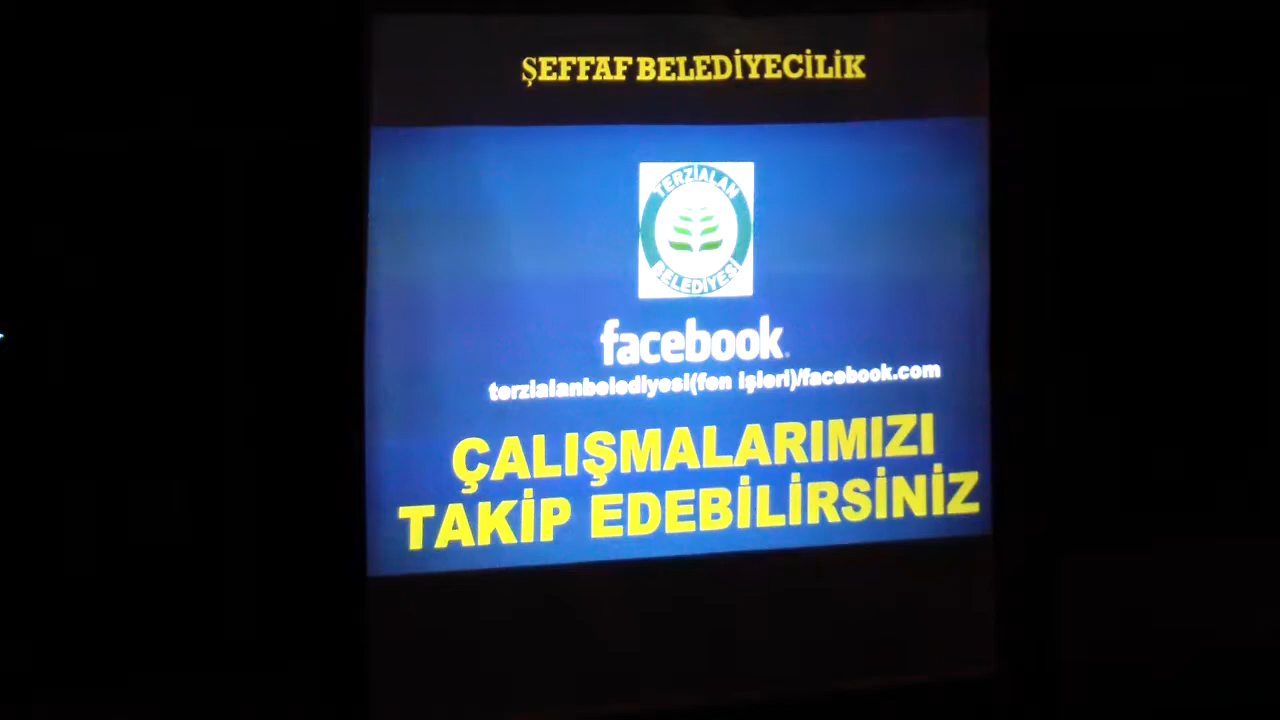 ŞEFFAF BELEDİYECİLİK
TERZİALAN
BELEDİYESİ
facebook
terzialanbelediyesi(fen işleri)/facebook.com
ÇALIŞMALARIMIZI
TAKİP EDEBİLİRSİNİZ